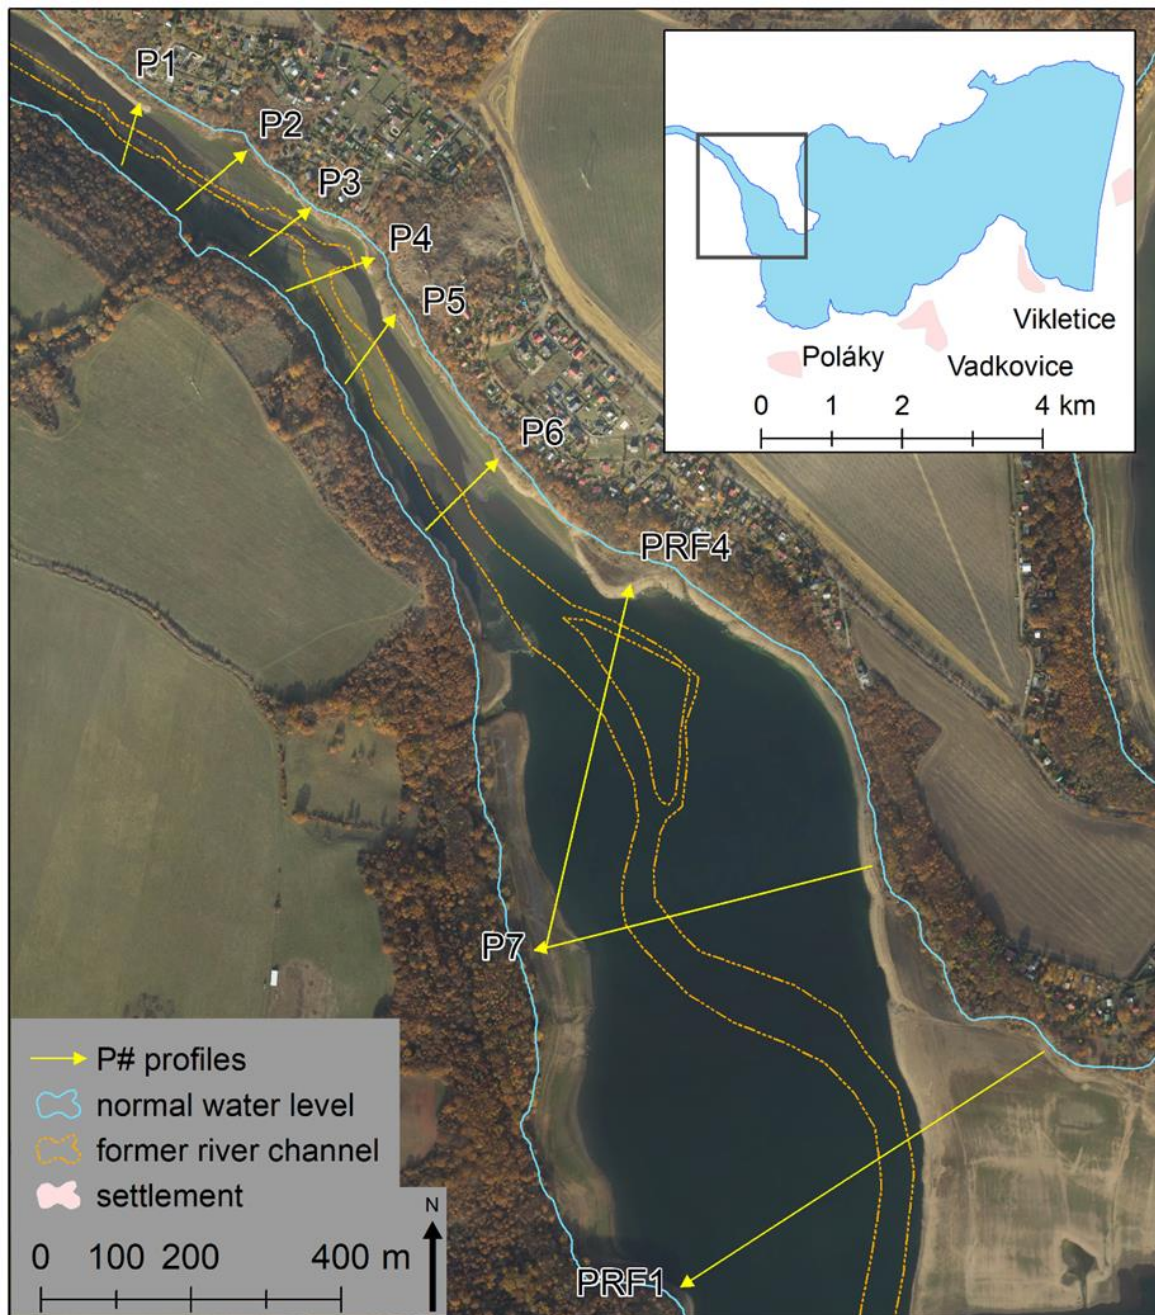 P1
P2
P3
P4
P5
P6
PRF4
P7
PRF1
Vikletice
Poláky
Vadkovice
0 1 2 4 km
P# profiles
normal water level
former river channel
settlement
N
0 100 200 400 m